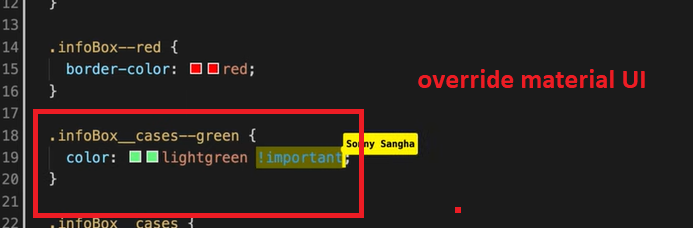 12 }
13
14 .infoBox--red {
15 border-color: red;
16 }
override material UI
17
18 .infoBox__cases--green {
Sonny Sangha
19 color: lightgreen !important;
20 }
21
22 .infoBox__cases {